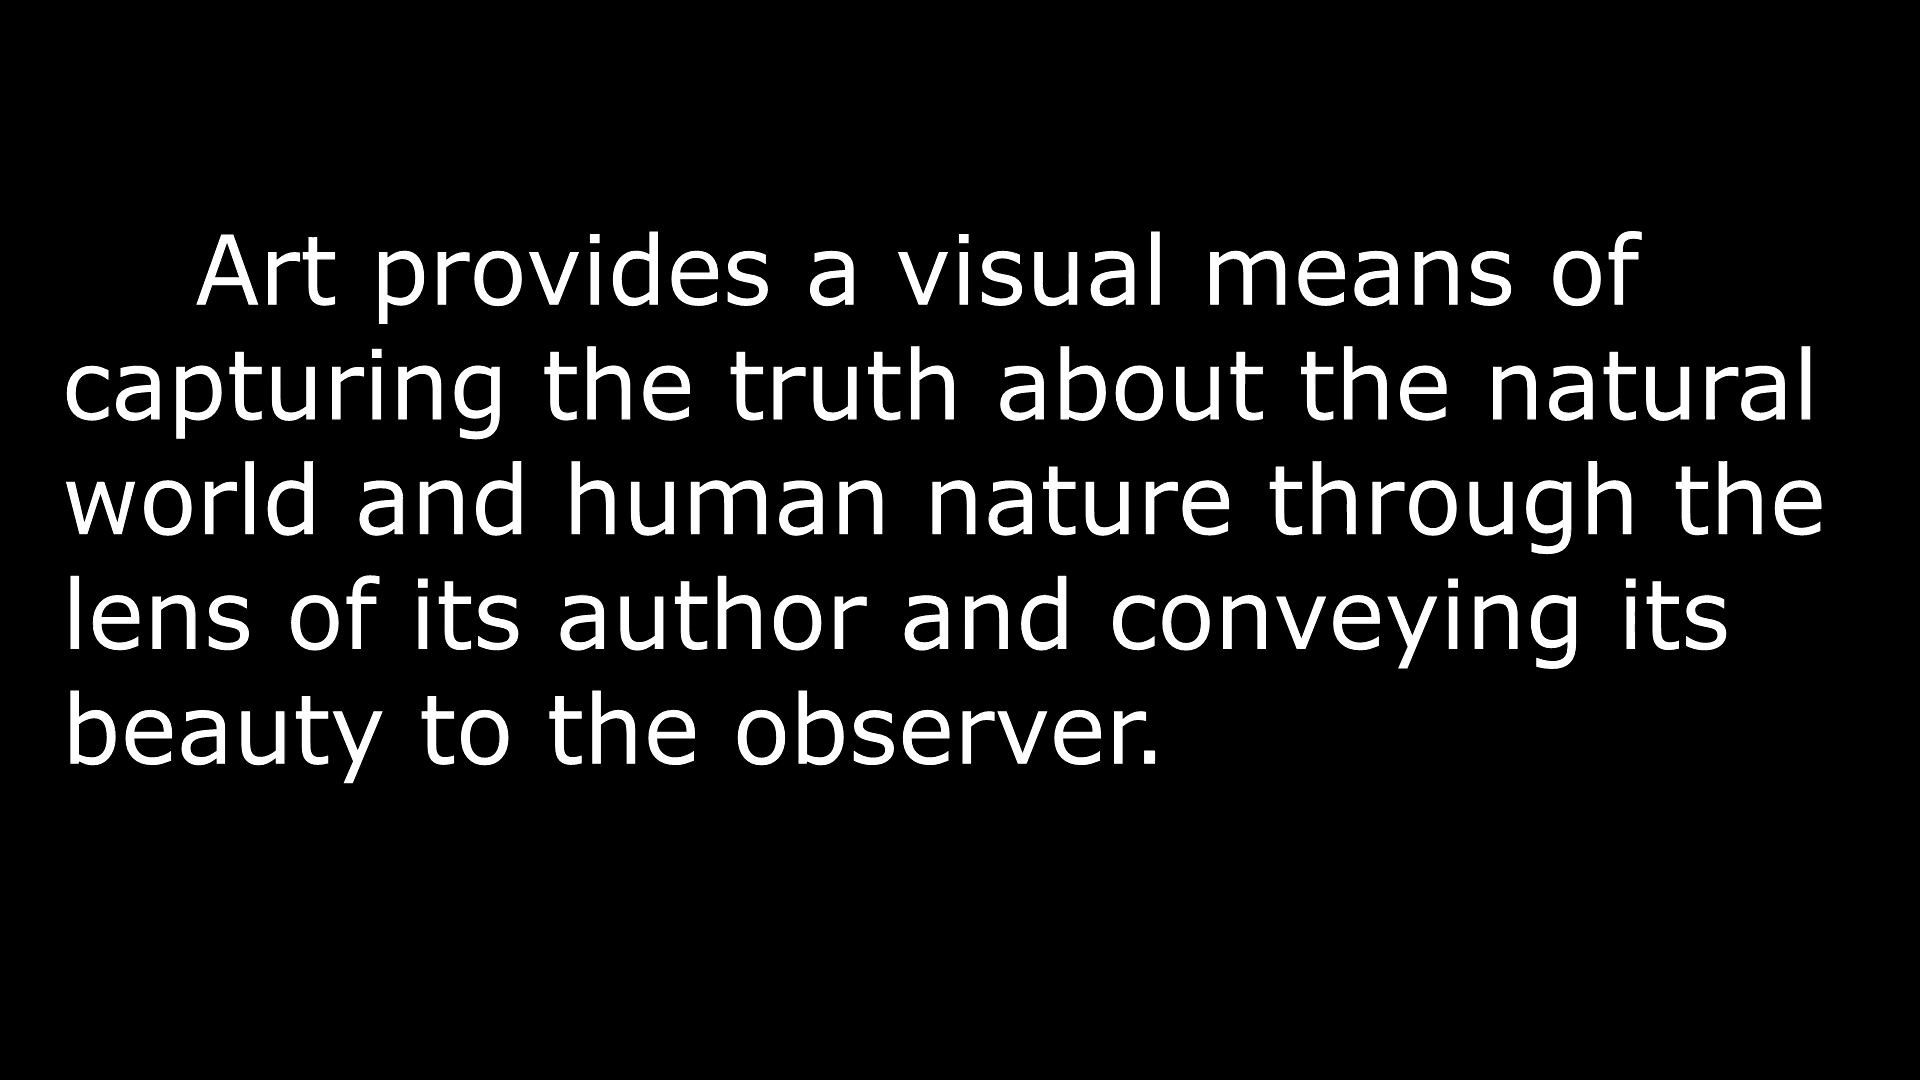 Art provides a visual means of
capturing the truth about the natural
world and human nature through the
lens of its author and conveying its
beauty to the observer.